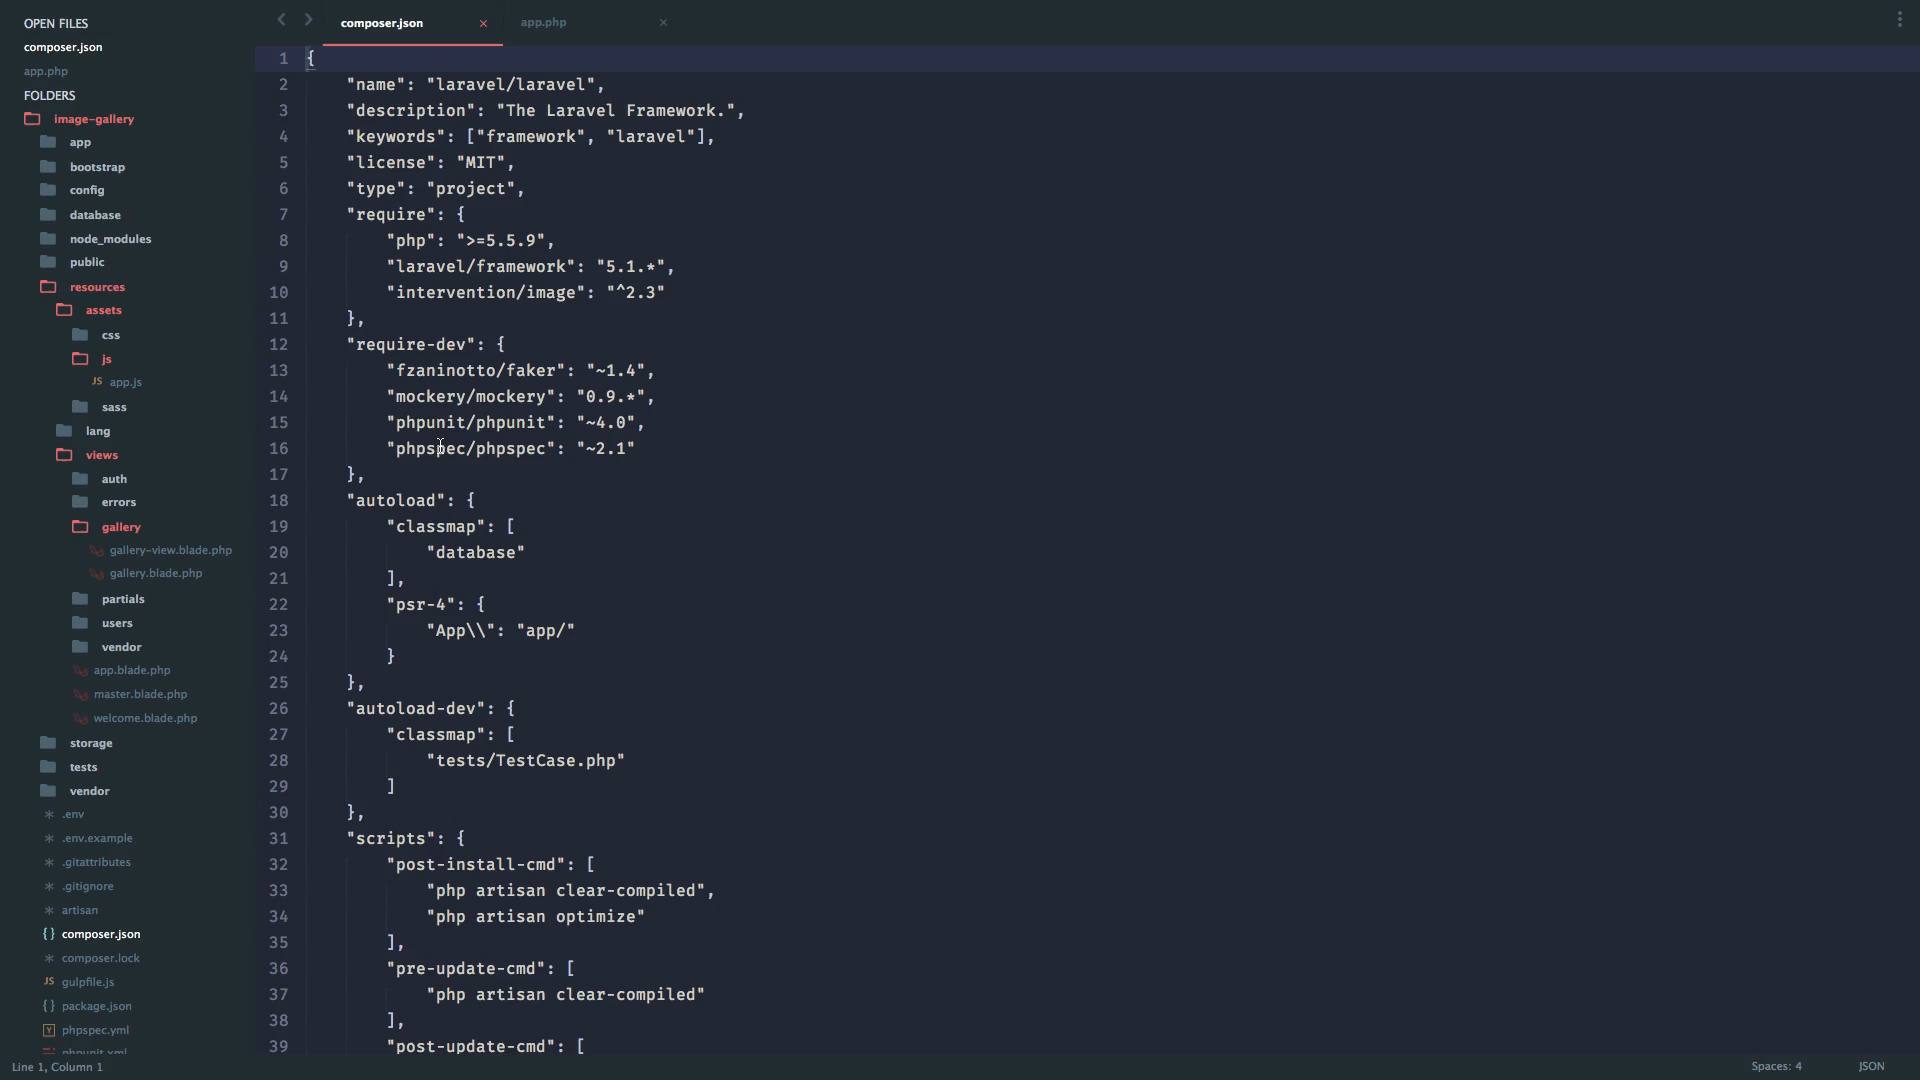 OPEN FILES
composer.json
app.php
FOLDERS
image-gallery
app
bootstrap
config
database
node_modules
public
resources
assets
css
js
JS app.js
sass
lang
views
auth
errors
gallery
gallery-view.blade.php
gallery.blade.php
partials
users
vendor
app.blade.php
master.blade.php
welcome.blade.php
storage
tests
vendor
* .env
* .env.example
* .gitattributes
* .gitignore
* artisan
{} composer.json
* composer.lock
JS gulpfile.js
{} package.json
Y phpspec.yml
phpunit.xml
composer.json × app.php ×
1 {
2 "name": "laravel/laravel",
3 "description": "The Laravel Framework.",
4 "keywords": ["framework", "laravel"],
5 "license": "MIT",
6 "type": "project",
7 "require": {
8 "php": ">=5.5.9",
9 "laravel/framework": "5.1.*",
10 "intervention/image": "^2.3"
11 },
12 "require-dev": {
13 "fzaninotto/faker": "~1.4",
14 "mockery/mockery": "0.9.*",
15 "phpunit/phpunit": "~4.0",
16 "phpspec/phpspec": "~2.1"
17 },
18 "autoload": {
19 "classmap": [
20 "database"
21 ],
22 "psr-4": {
23 "App\\": "app/"
24 }
25 },
26 "autoload-dev": {
27 "classmap": [
28 "tests/TestCase.php"
29 ]
30 },
31 "scripts": {
32 "post-install-cmd": [
33 "php artisan clear-compiled",
34 "php artisan optimize"
35 ],
36 "pre-update-cmd": [
37 "php artisan clear-compiled"
38 ],
39 "post-update-cmd": [
Line 1, Column 1
Spaces: 4
JSON